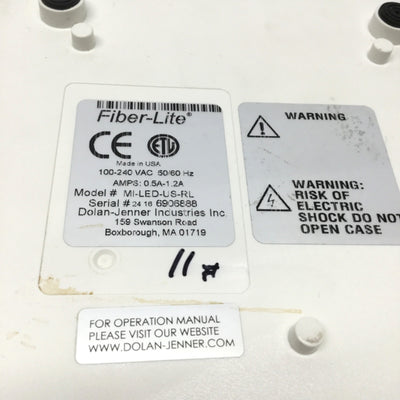 Fiber-Lite®
CE ETL
Made in USA
100-240 VAC 50/60 Hz
AMPS: 0.5A-1.2A
Model # MI-LED-US-RL
Serial # 24 16 6906888
Dolan-Jenner Industries Inc.
159 Swanson Road
Boxborough, MA 01719
WARNING
WARNING:
RISK OF
ELECTRIC
SHOCK DO NOT
OPEN CASE
11#
FOR OPERATION MANUAL
PLEASE VISIT OUR WEBSITE
WWW.DOLAN-JENNER.COM